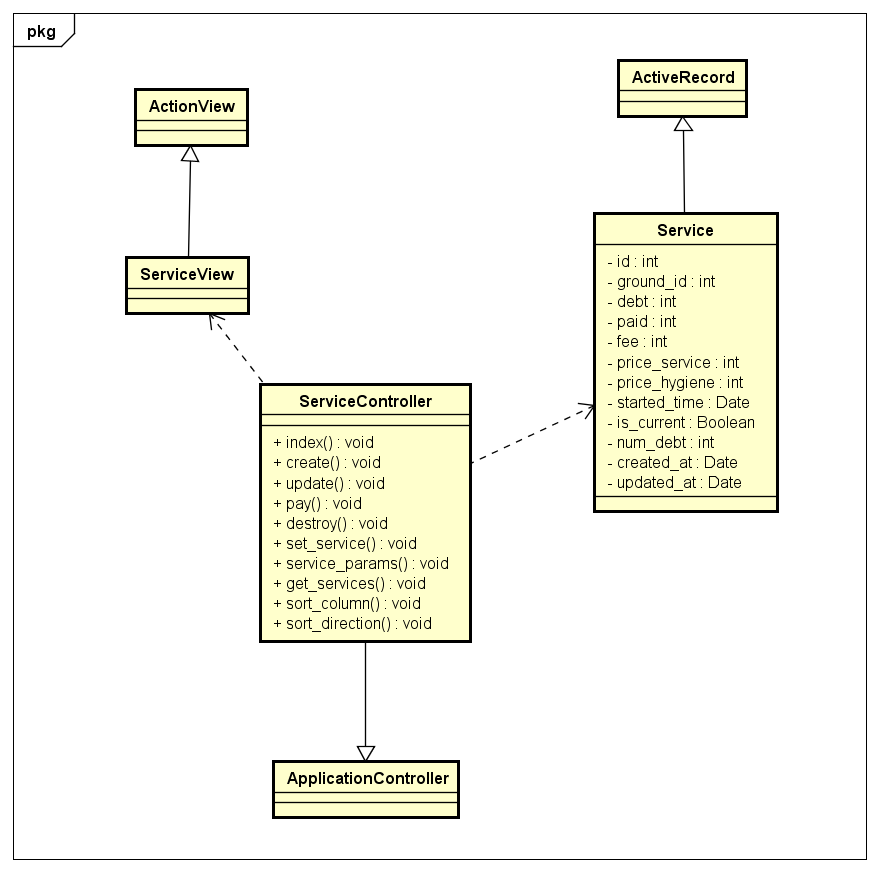 pkg
ActionView
ActiveRecord
ServiceView
Service
- id : int
- ground_id : int
- debt : int
- paid : int
- fee : int
- price_service : int
- price_hygiene : int
- started_time : Date
- is_current : Boolean
- num_debt : int
- created_at : Date
- updated_at : Date
ServiceController
+ index() : void
+ create() : void
+ update() : void
+ pay() : void
+ destroy() : void
+ set_service() : void
+ service_params() : void
+ get_services() : void
+ sort_column() : void
+ sort_direction() : void
ApplicationController